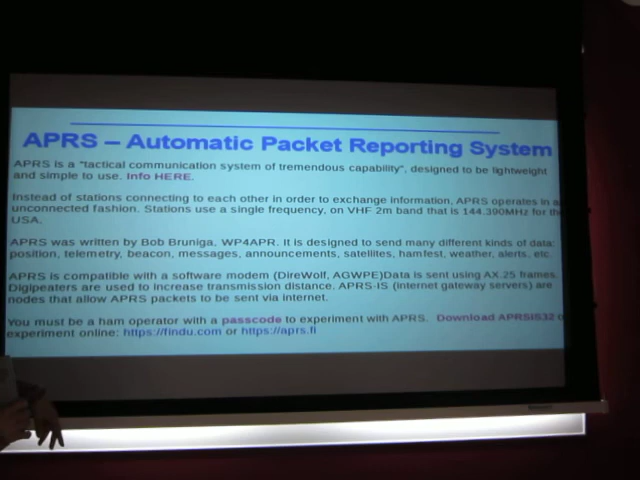 APRS – Automatic Packet Reporting System
APRS is a "tactical communication system of tremendous capability", designed to be lightweight
and simple to use. Info HERE.
Instead of stations connecting to each other in order to exchange information, APRS operates in a
unconnected fashion. Stations use a single frequency, on VHF 2m band that is 144.390MHz for the
USA.
APRS was written by Bob Bruniga, WP4APR. It is designed to send many different kinds of data:
position, telemetry, beacon, messages, announcements, satellites, hamfest, weather, alerts, etc.
APRS is compatible with a software modem (DireWolf, AGWPE)Data is sent using AX.25 frames
Digipeaters are used to increase transmission distance. APRS-IS (internet gateway servers) are
nodes that allow APRS packets to be sent via internet.
You must be a ham operator with a passcode to experiment with APRS. Download APRSIS32 o
experiment online: https://findu.com or https://aprs.fi